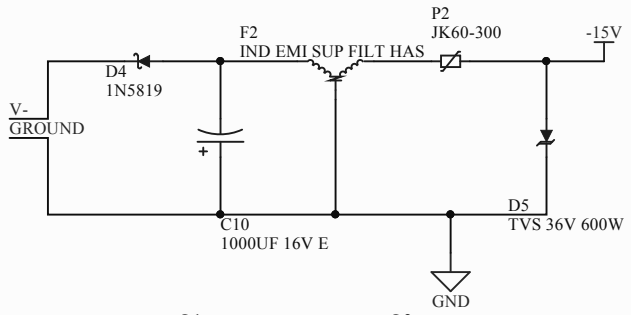 P2
JK60-300
F2
IND EMI SUP FILT HAS
-15V
D4
1N5819
V-
GROUND
+
D5
TVS 36V 600W
C10
1000UF 16V E
GND